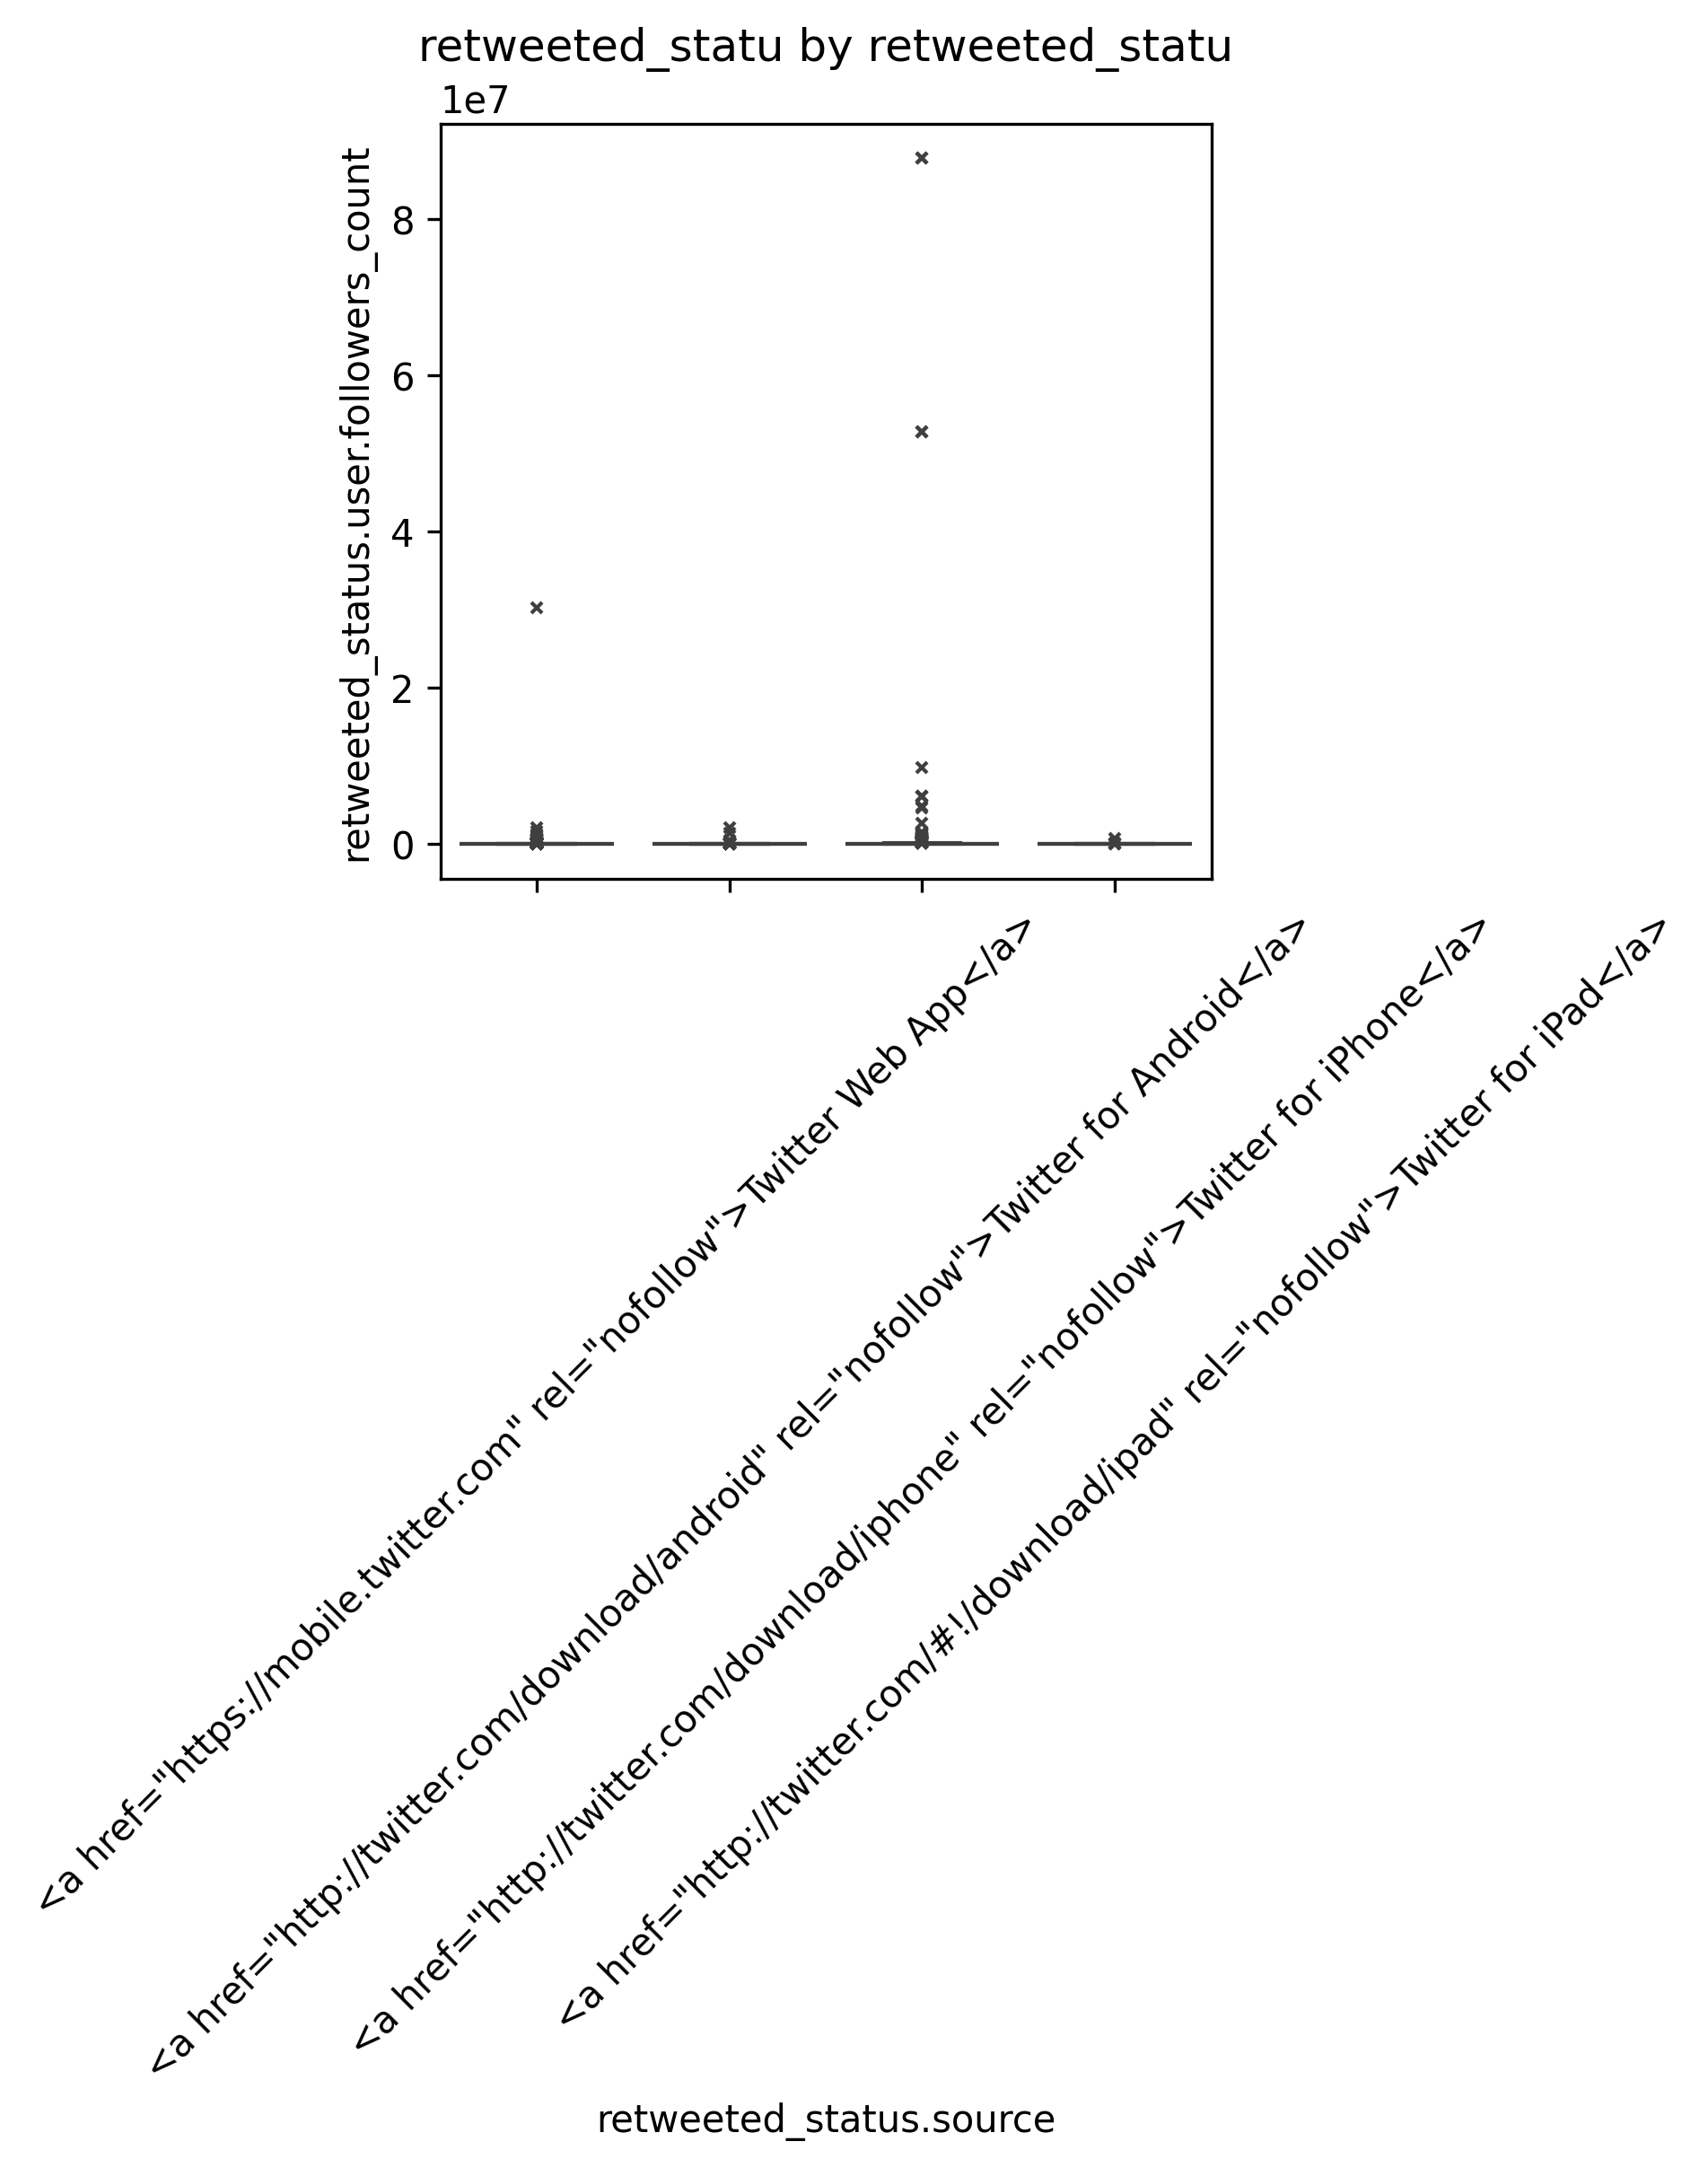 retweeted_statu by retweeted_statu
1e7
retweeted_status.user.followers_count
8
6
4
2
0
<a href="https://mobile.twitter.com" rel="nofollow">Twitter Web App</a>
<a href="http://twitter.com/download/android" rel="nofollow">Twitter for Android</a>
<a href="http://twitter.com/download/iphone" rel="nofollow">Twitter for iPhone</a>
<a href="http://twitter.com/#!/download/ipad" rel="nofollow">Twitter for iPad</a>
retweeted_status.source